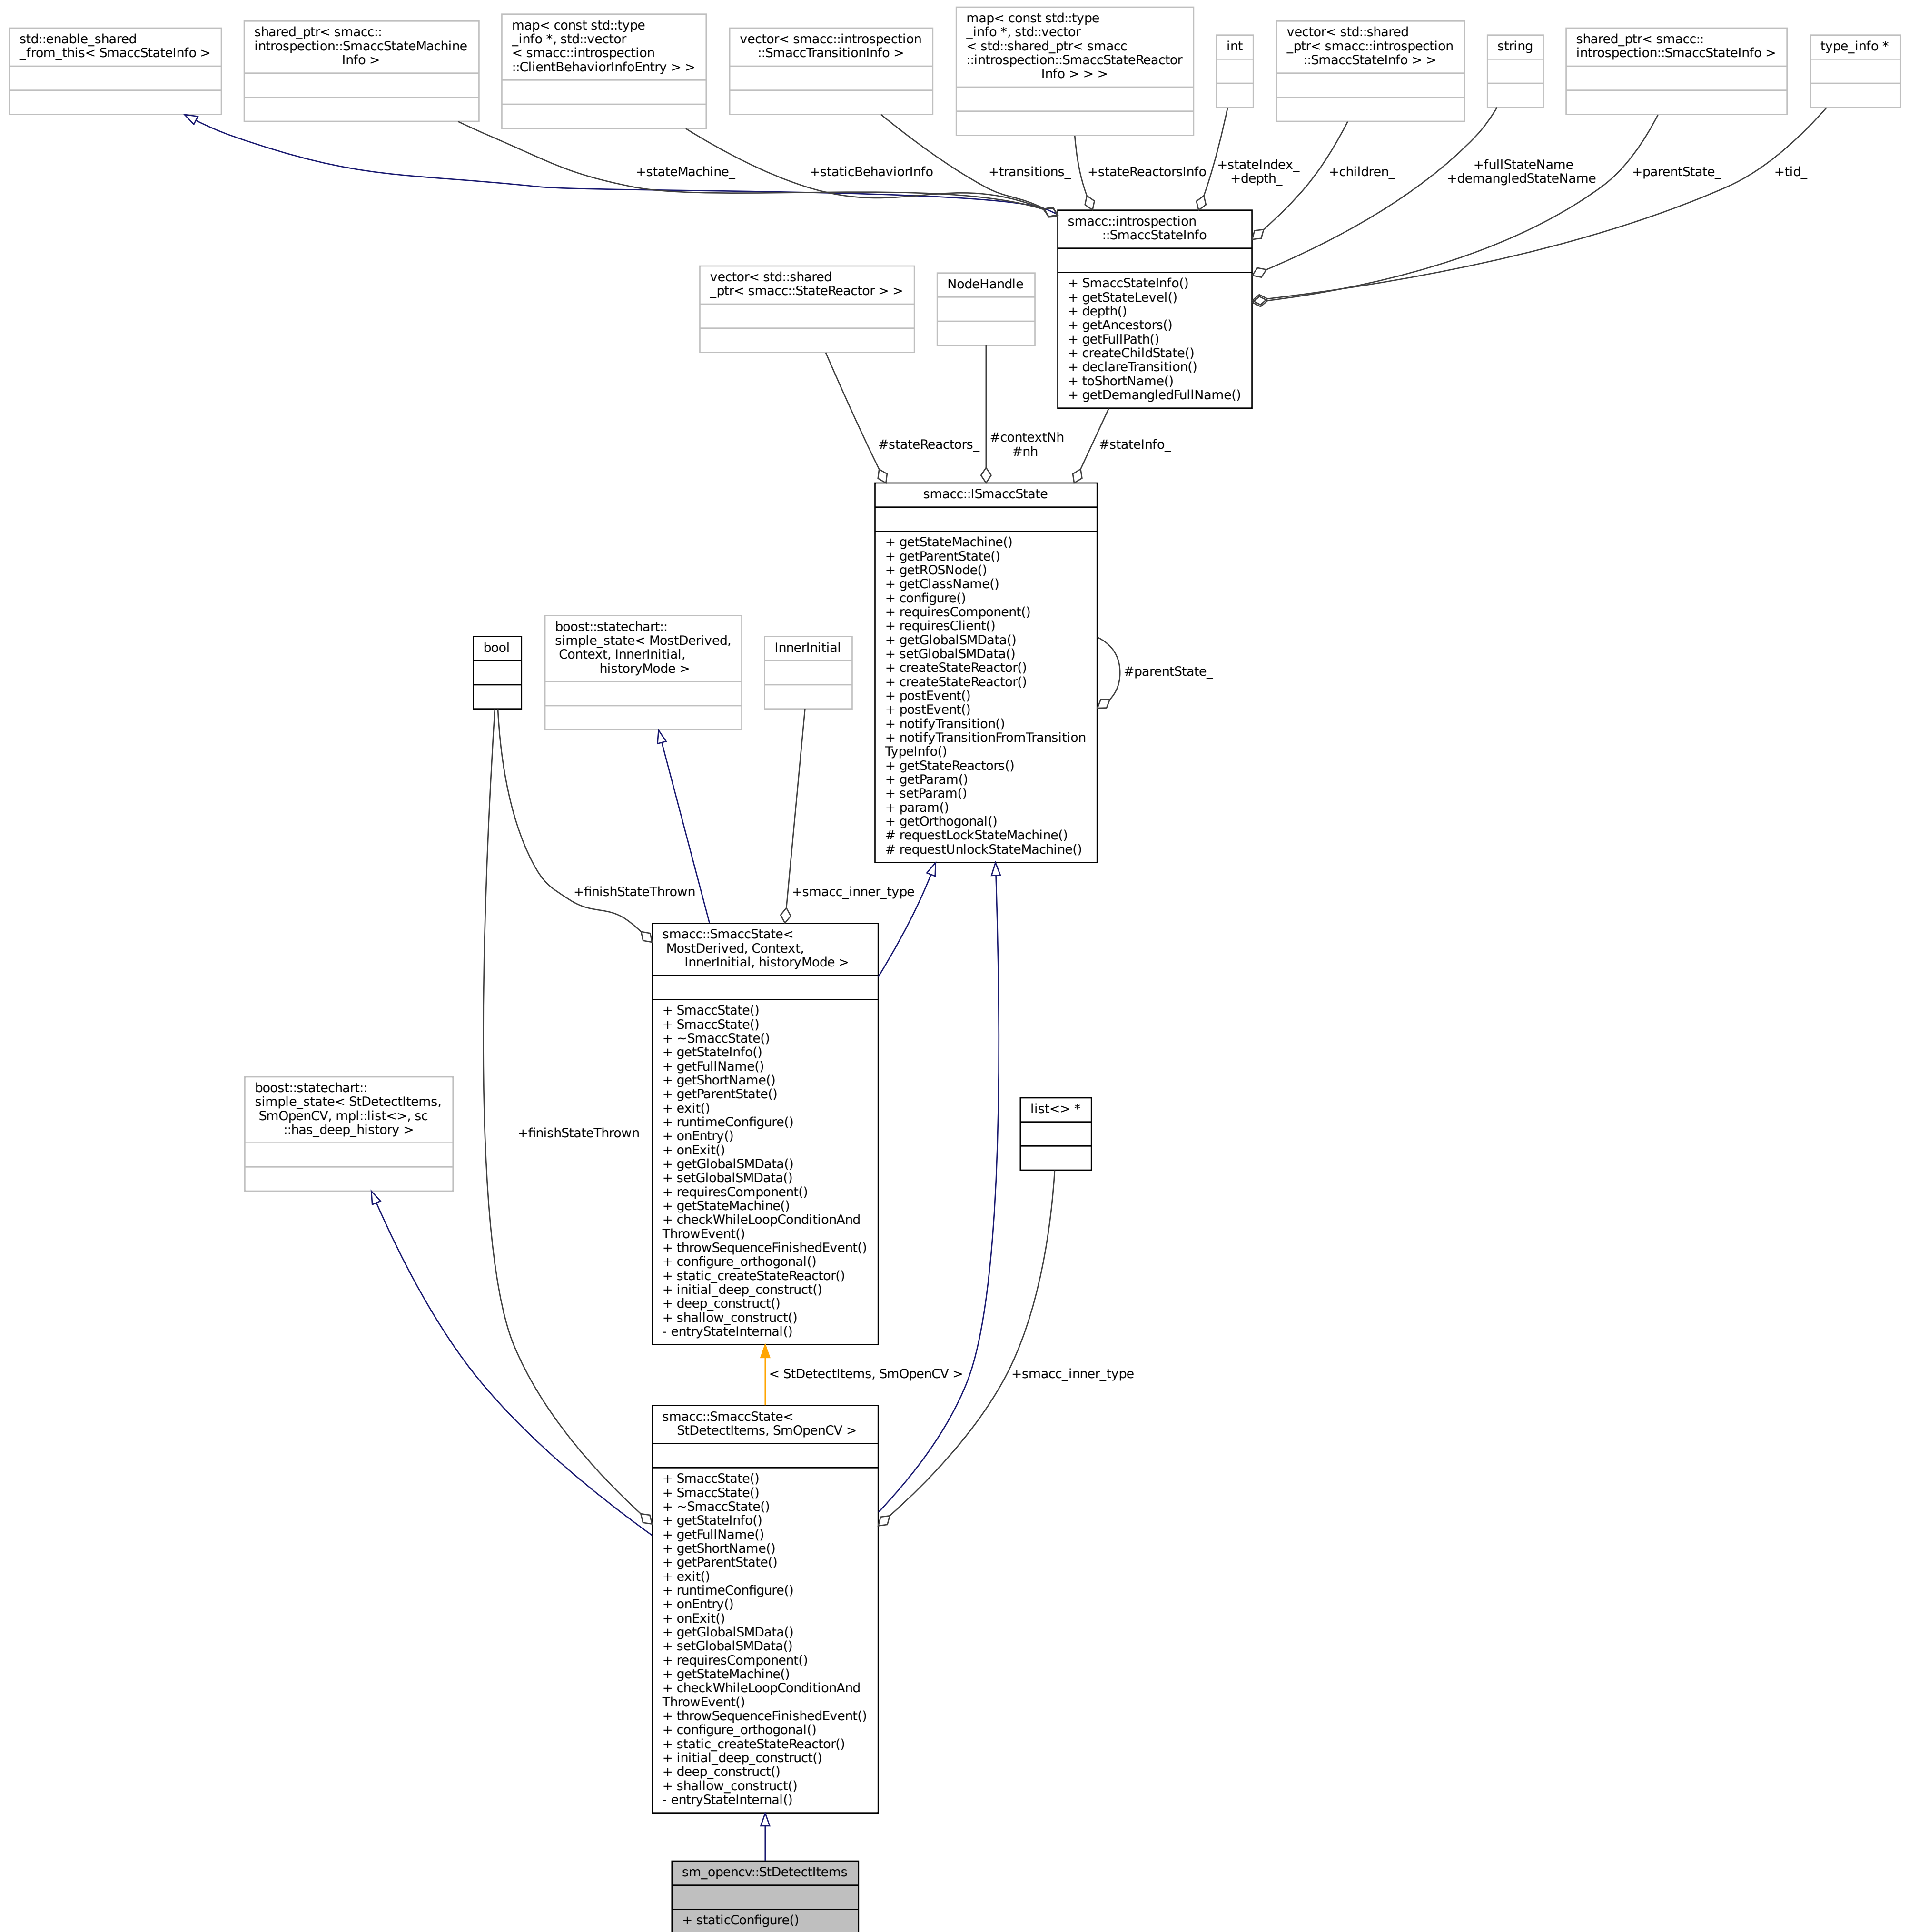 std::enable_shared
_from_this< SmaccStateInfo >
shared_ptr< smacc::
introspection::SmaccStateMachine
Info >
map< const std::type
_info *, std::vector
< smacc::introspection
::ClientBehaviorInfoEntry > >
vector< smacc::introspection
::SmaccTransitionInfo >
map< const std::type
_info *, std::vector
< std::shared_ptr< smacc
::introspection::SmaccStateReactor
Info > > >
int
vector< std::shared
_ptr< smacc::introspection
::SmaccStateInfo > >
string
shared_ptr< smacc::
introspection::SmaccStateInfo >
type_info *
+stateMachine_
+staticBehaviorInfo
+transitions_
+stateReactorsInfo
+stateIndex_
+depth_
+children_
+fullStateName
+demangledStateName
+parentState_
+tid_
smacc::introspection
::SmaccStateInfo
+ SmaccStateInfo()
+ getStateLevel()
+ depth()
+ getAncestors()
+ getFullPath()
+ createChildState()
+ declareTransition()
+ toShortName()
+ getDemangledFullName()
vector< std::shared
_ptr< smacc::StateReactor > >
NodeHandle
#stateReactors_
#contextNh
#nh
#stateInfo_
smacc::ISmaccState
+ getStateMachine()
+ getParentState()
+ getROSNode()
+ getClassName()
+ configure()
+ requiresComponent()
+ requiresClient()
+ getGlobalSMData()
+ setGlobalSMData()
+ createStateReactor()
+ createStateReactor()
+ postEvent()
+ postEvent()
+ notifyTransition()
+ notifyTransitionFromTransition
TypeInfo()
+ getStateReactors()
+ getParam()
+ setParam()
+ param()
+ getOrthogonal()
# requestLockStateMachine()
# requestUnlockStateMachine()
#parentState_
bool
boost::statechart::
simple_state< MostDerived,
Context, InnerInitial,
historyMode >
InnerInitial
+finishStateThrown
+smacc_inner_type
smacc::SmaccState<
MostDerived, Context,
InnerInitial, historyMode >
+ SmaccState()
+ SmaccState()
+ ~SmaccState()
+ getStateInfo()
+ getFullName()
+ getShortName()
+ getParentState()
+ exit()
+ runtimeConfigure()
+ onEntry()
+ onExit()
+ getGlobalSMData()
+ setGlobalSMData()
+ requiresComponent()
+ getStateMachine()
+ checkWhileLoopConditionAnd
ThrowEvent()
+ throwSequenceFinishedEvent()
+ configure_orthogonal()
+ static_createStateReactor()
+ initial_deep_construct()
+ deep_construct()
+ shallow_construct()
- entryStateInternal()
boost::statechart::
simple_state< StDetectItems,
SmOpenCV, mpl::list<>, sc
::has_deep_history >
+finishStateThrown
list<> *
< StDetectItems, SmOpenCV >
+smacc_inner_type
smacc::SmaccState<
StDetectItems, SmOpenCV >
+ SmaccState()
+ SmaccState()
+ ~SmaccState()
+ getStateInfo()
+ getFullName()
+ getShortName()
+ getParentState()
+ exit()
+ runtimeConfigure()
+ onEntry()
+ onExit()
+ getGlobalSMData()
+ setGlobalSMData()
+ requiresComponent()
+ getStateMachine()
+ checkWhileLoopConditionAnd
ThrowEvent()
+ throwSequenceFinishedEvent()
+ configure_orthogonal()
+ static_createStateReactor()
+ initial_deep_construct()
+ deep_construct()
+ shallow_construct()
- entryStateInternal()
sm_opencv::StDetectItems
+ staticConfigure()